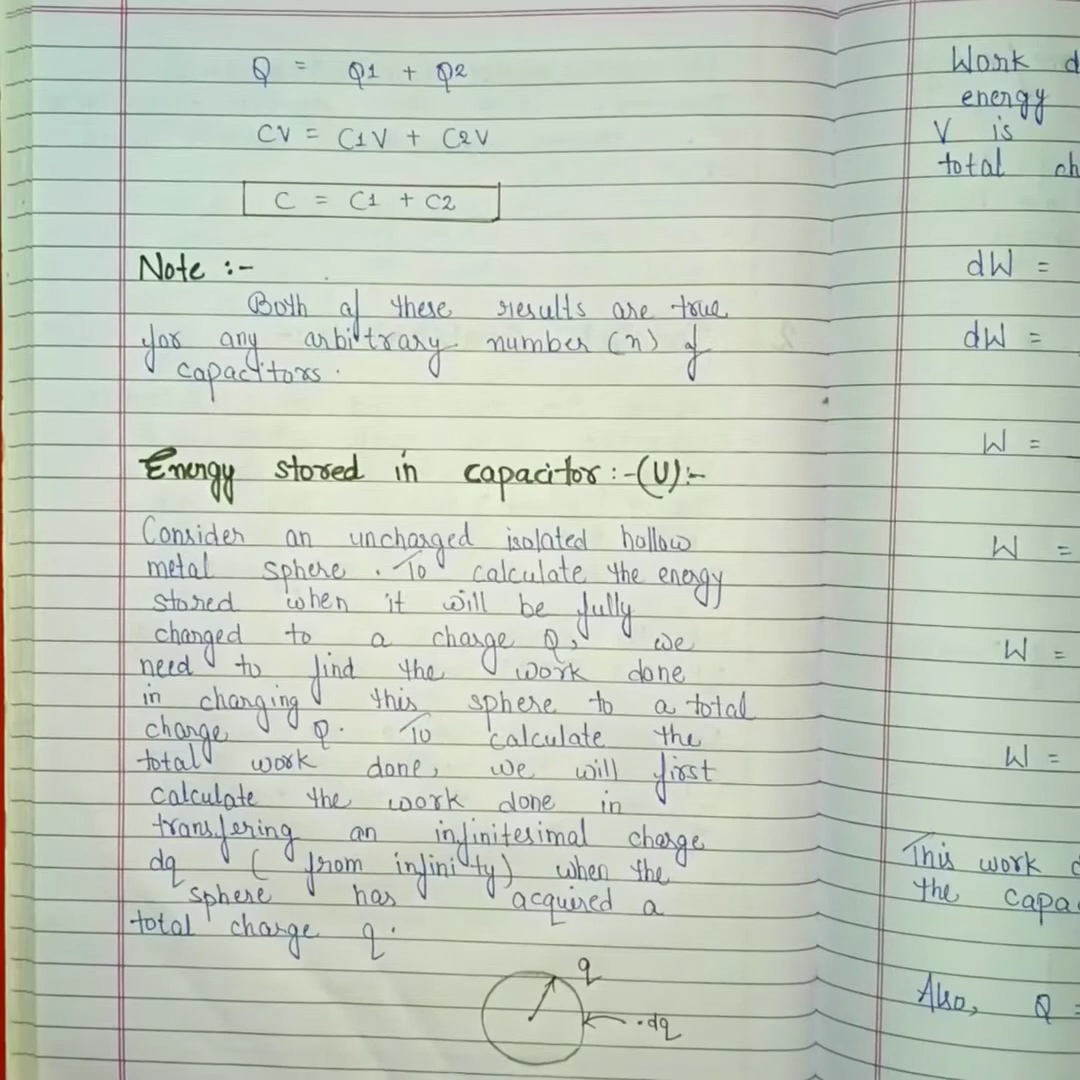 Q = Q1 + Q2
CV = C1V + C2V
C = C1 + C2
Note :-
Both of these results are true
for any arbitrary number (n) of
capacitors.
Energy stored in capacitor :-(U):-
Consider an uncharged isolated hollow
metal sphere. To calculate the energy
stored when it will be fully
charged to a charge Q, we
need to find the work done
in charging this sphere to a total
charge Q. To calculate the
total work done, we will first
calculate the work done in
transfering an infinitesimal charge
dq (from infinity) when the
sphere has acquired a
total charge q.
q
dq
Work d
energy
V is
total ch
dW =
dW =
W =
W =
W =
W =
This work
the capa
Also, Q =